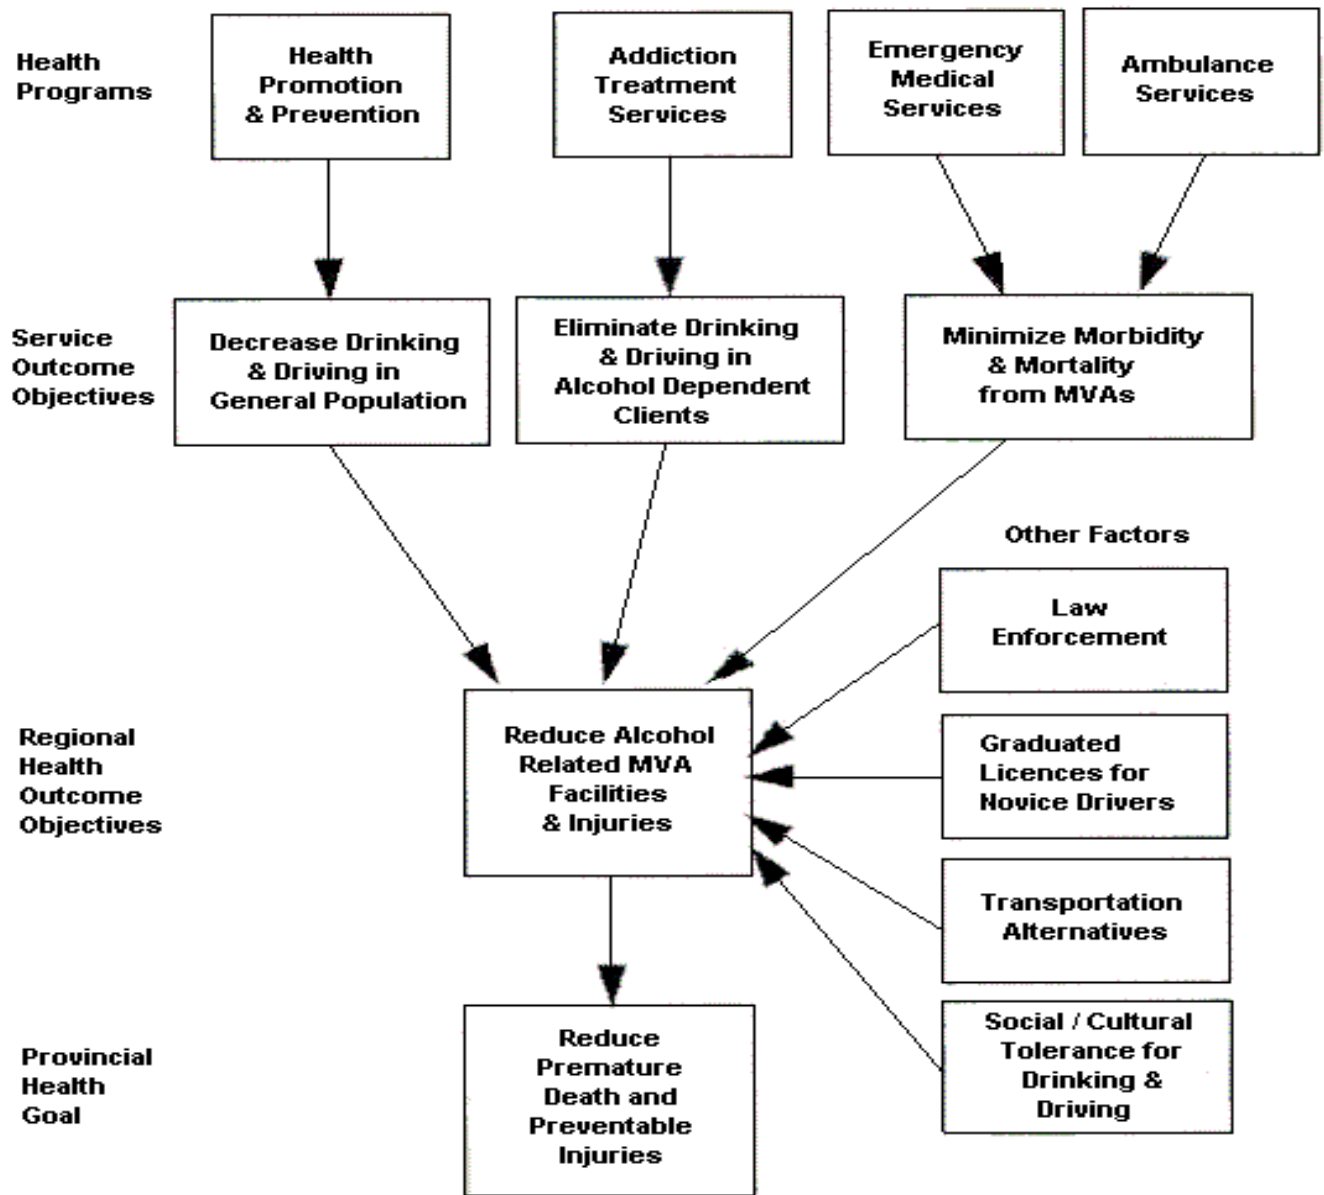 Health
Programs
Health
Promotion
& Prevention
Addiction
Treatment
Services
Emergency
Medical
Services
Ambulance
Services
Service
Outcome
Objectives
Decrease Drinking
& Driving in
General Population
Eliminate Drinking
& Driving in
Alcohol Dependent
Clients
Minimize Morbidity
& Mortality
from MVAs
Other Factors
Law
Enforcement
Regional
Health
Outcome
Objectives
Reduce Alcohol
Related MVA
Facilities
& Injuries
Graduated
Licences for
Novice Drivers
Transportation
Alternatives
Social / Cultural
Tolerance for
Drinking &
Driving
Provincial
Health
Goal
Reduce
Premature
Death and
Preventable
Injuries